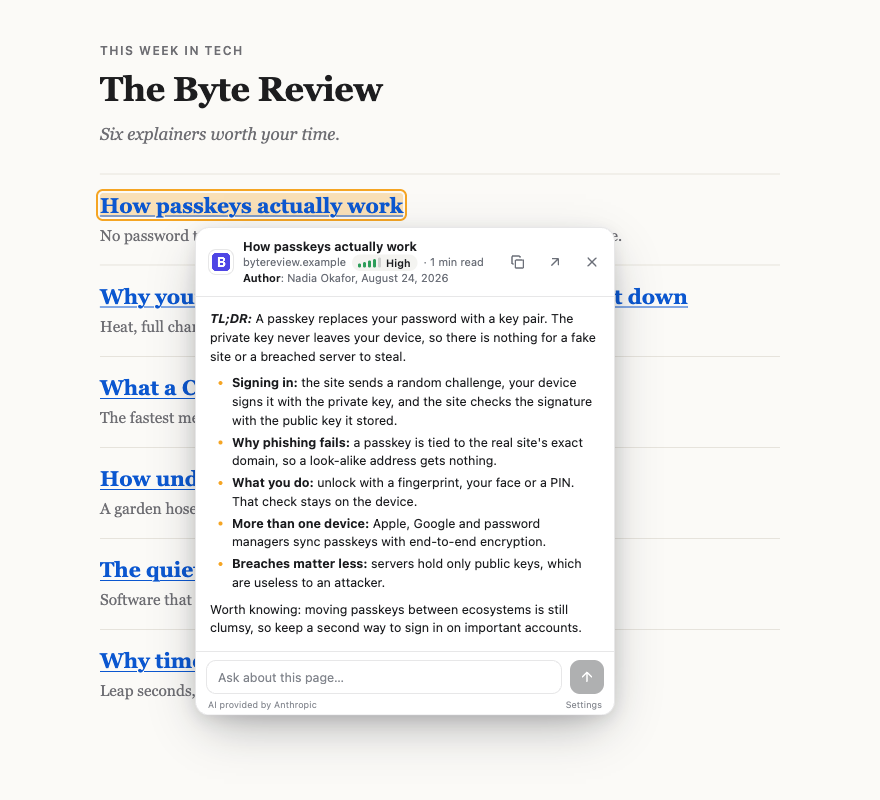 THIS WEEK IN TECH
The Byte Review
Six explainers worth your time.
How passkeys actually work
No password
Why you
t down
Heat, full
What a
The fastest
How
A garden hose
The
Software that
Why
Leap seconds,
B
How passkeys actually work
bytereview.example High · 1 min read
Author: Nadia Okafor, August 24, 2026
TL;DR: A passkey replaces your password with a key pair. The
private key never leaves your device, so there is nothing for a fake
site or a breached server to steal.
• Signing in: the site sends a random challenge, your device
signs it with the private key, and the site checks the signature
with the public key it stored.
• Why phishing fails: a passkey is tied to the real site's exact
domain, so a look-alike address gets nothing.
• What you do: unlock with a fingerprint, your face or a PIN.
That check stays on the device.
• More than one device: Apple, Google and password
managers sync passkeys with end-to-end encryption.
• Breaches matter less: servers hold only public keys, which
are useless to an attacker.
Worth knowing: moving passkeys between ecosystems is still
clumsy, so keep a second way to sign in on important accounts.
Ask about this page...
AI provided by Anthropic
Settings